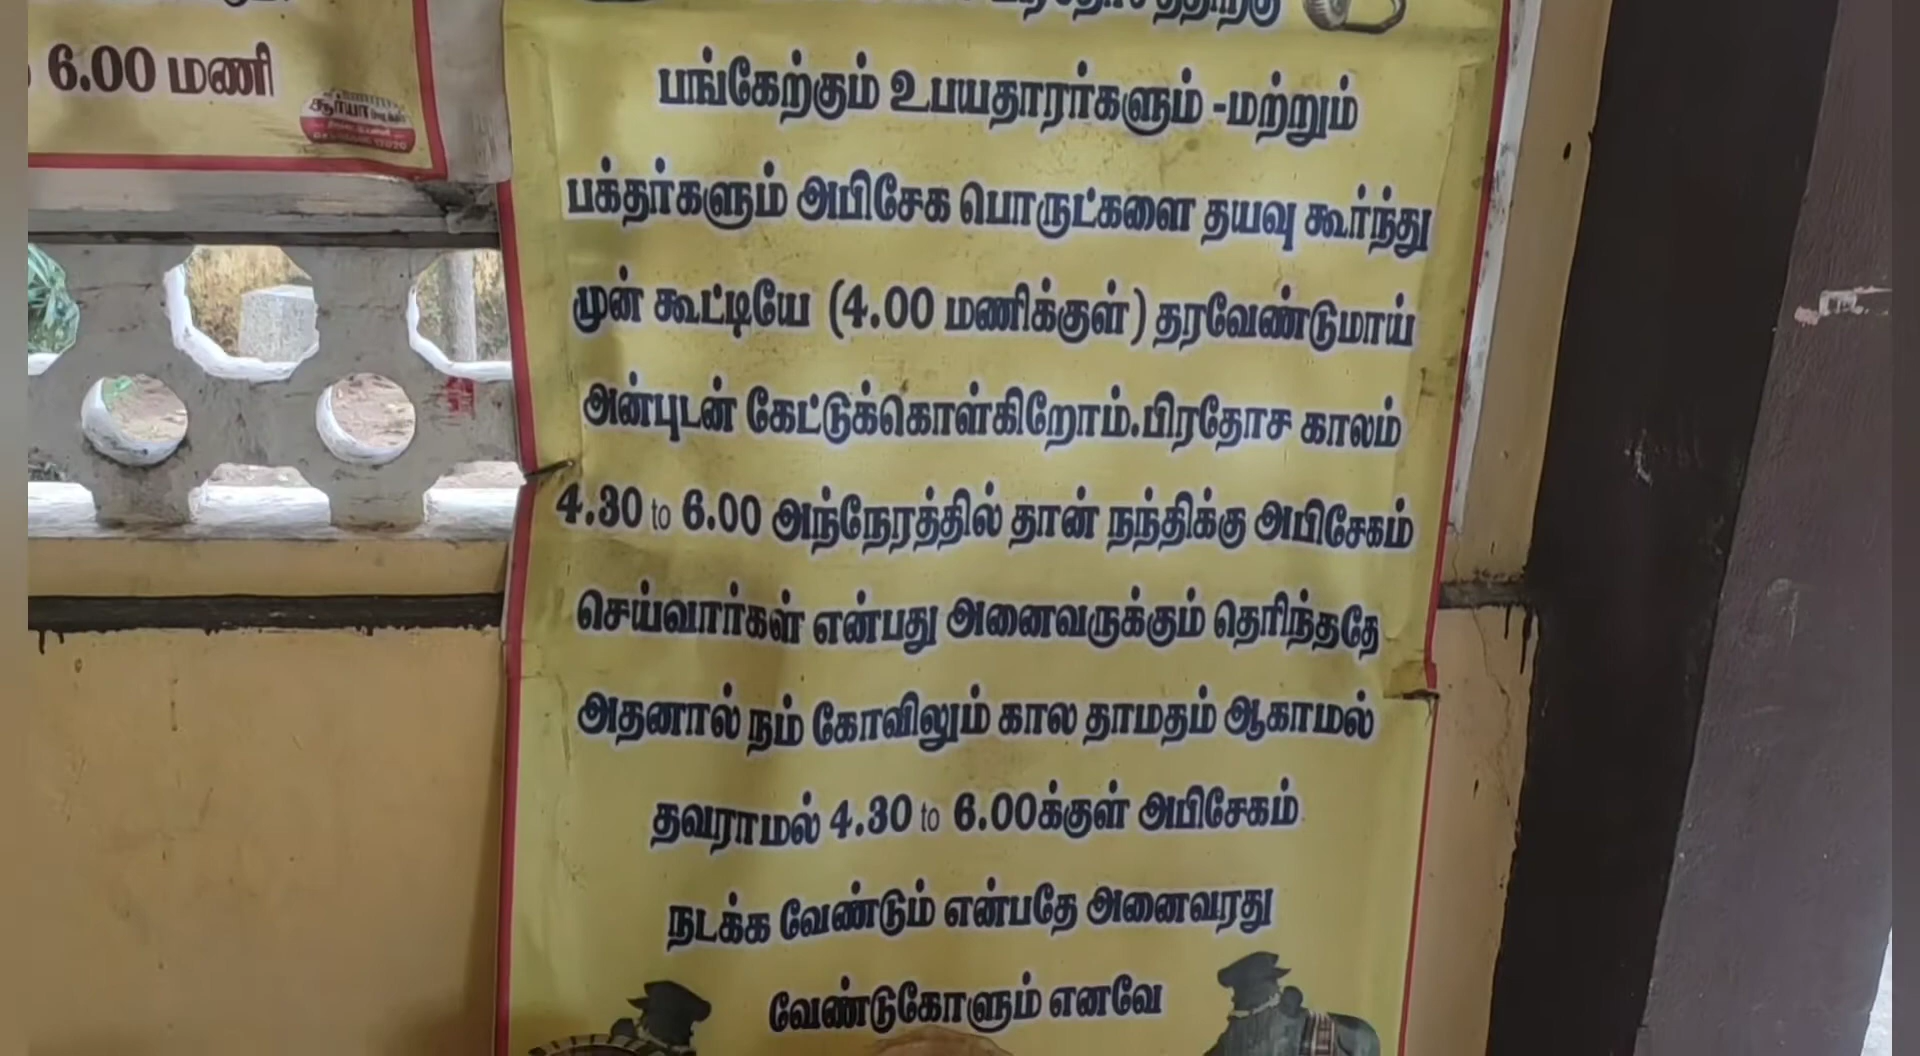 6.00 மணி
சூர்யா
பங்கேற்கும் உபயதாரர்களும் -மற்றும்
பக்தர்களும் அபிசேக பொருட்களை தயவு கூர்ந்து
முன் கூட்டியே (4.00 மணிக்குள்) தரவேண்டுமாய்
அன்புடன் கேட்டுக்கொள்கிறோம்.பிரதோச காலம்
4.30 to 6.00 அந்நேரத்தில் தான் நந்திக்கு அபிசேகம்
செய்வார்கள் என்பது அனைவருக்கும் தெரிந்ததே
அதனால் நம் கோவிலும் கால தாமதம் ஆகாமல்
தவராமல் 4.30 to 6.00க்குள் அபிசேகம்
நடக்க வேண்டும் என்பதே அனைவரது
வேண்டுகோளும் எனவே